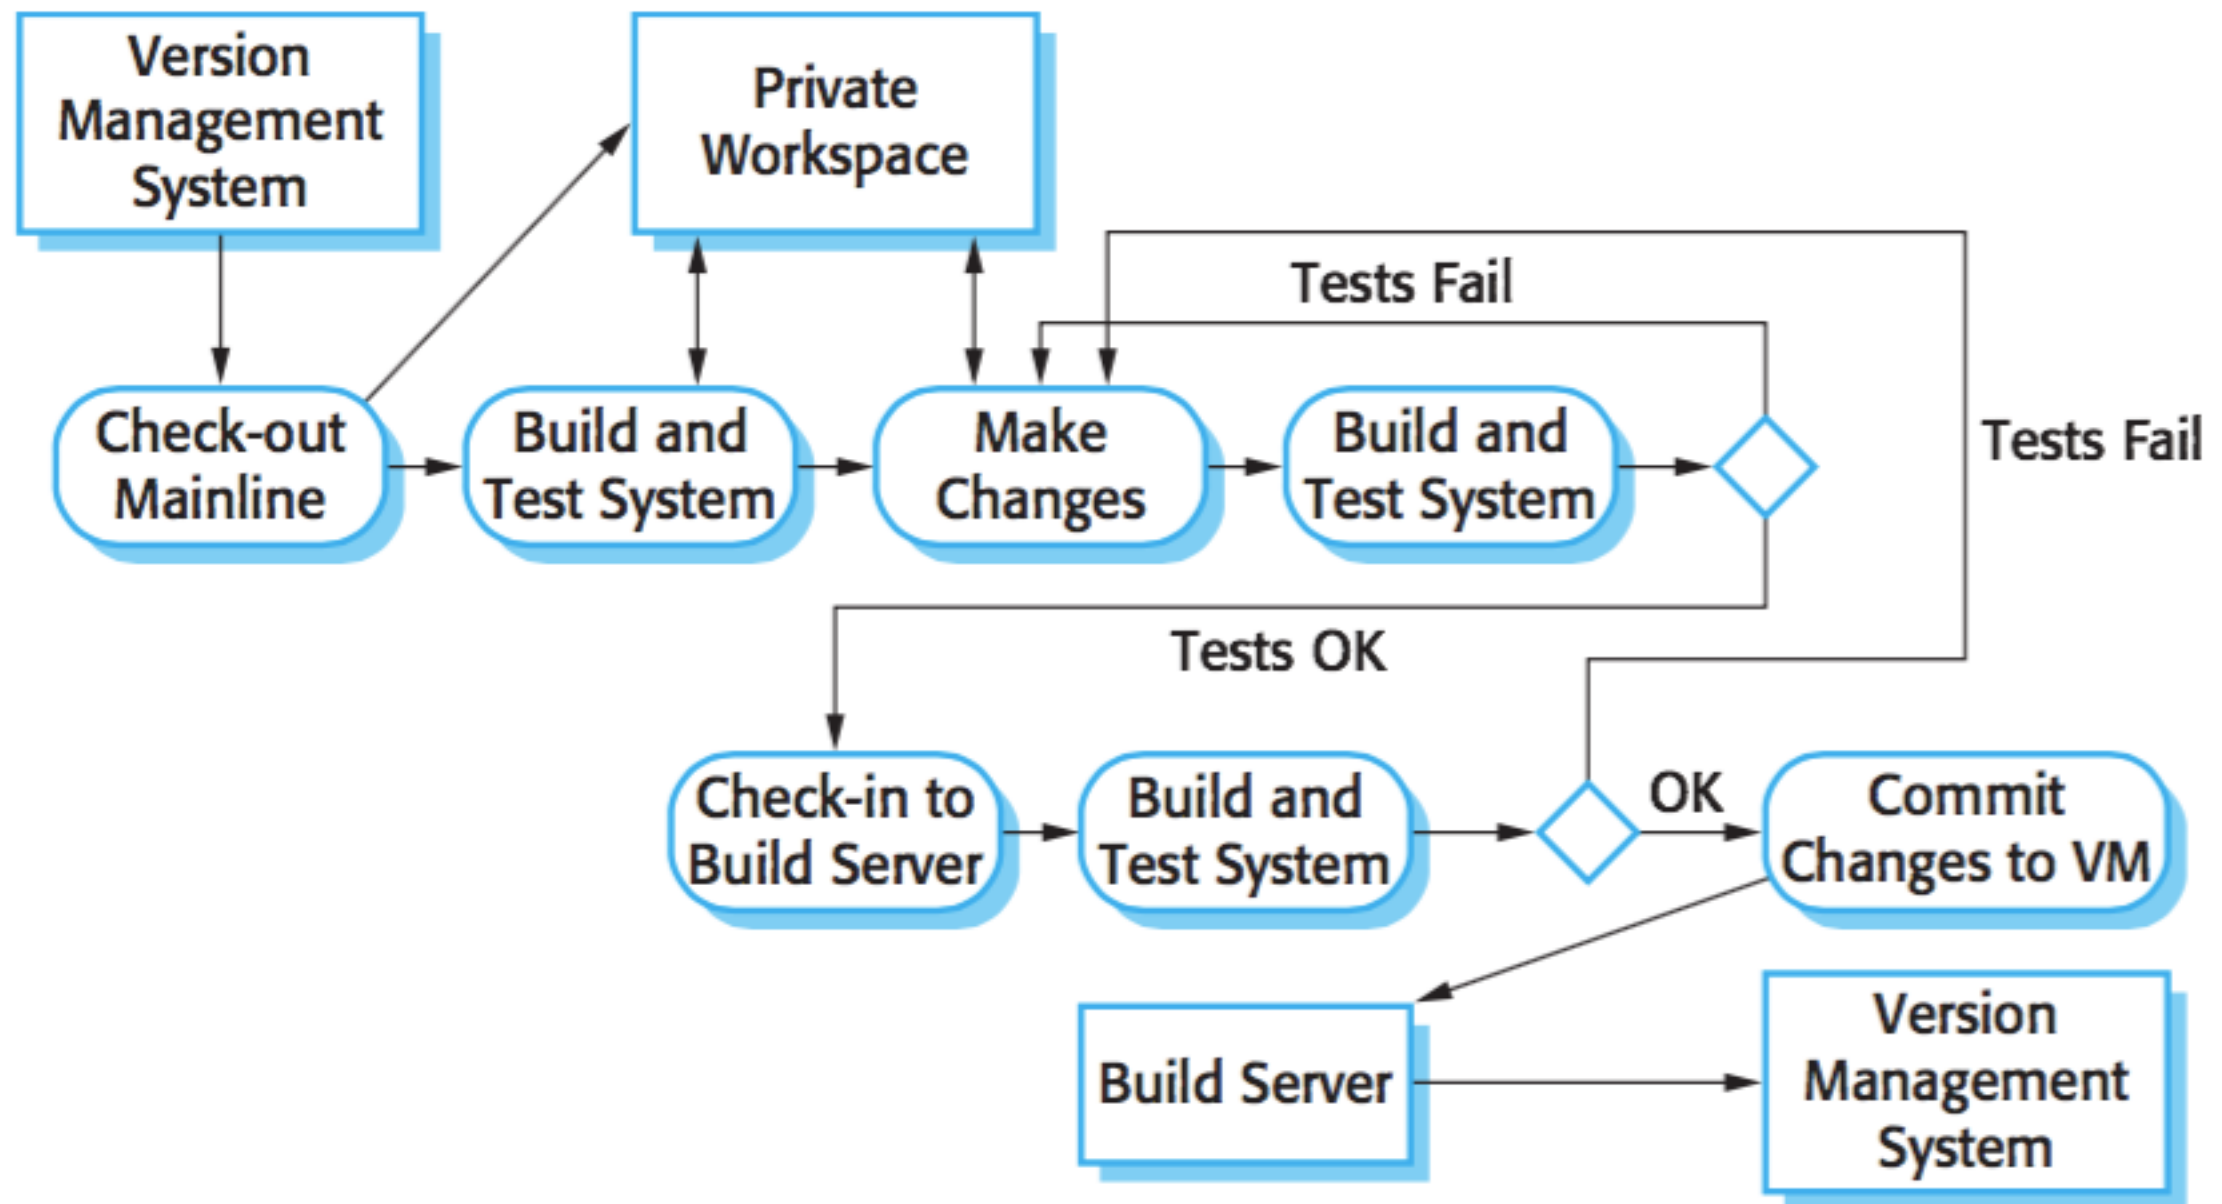 Version
Management
System
Private
Workspace
Tests Fail
Check-out
Mainline
Build and
Test System
Make
Changes
Build and
Test System
Tests Fail
Tests OK
Check-in to
Build Server
Build and
Test System
OK
Commit
Changes to VM
Build Server
Version
Management
System